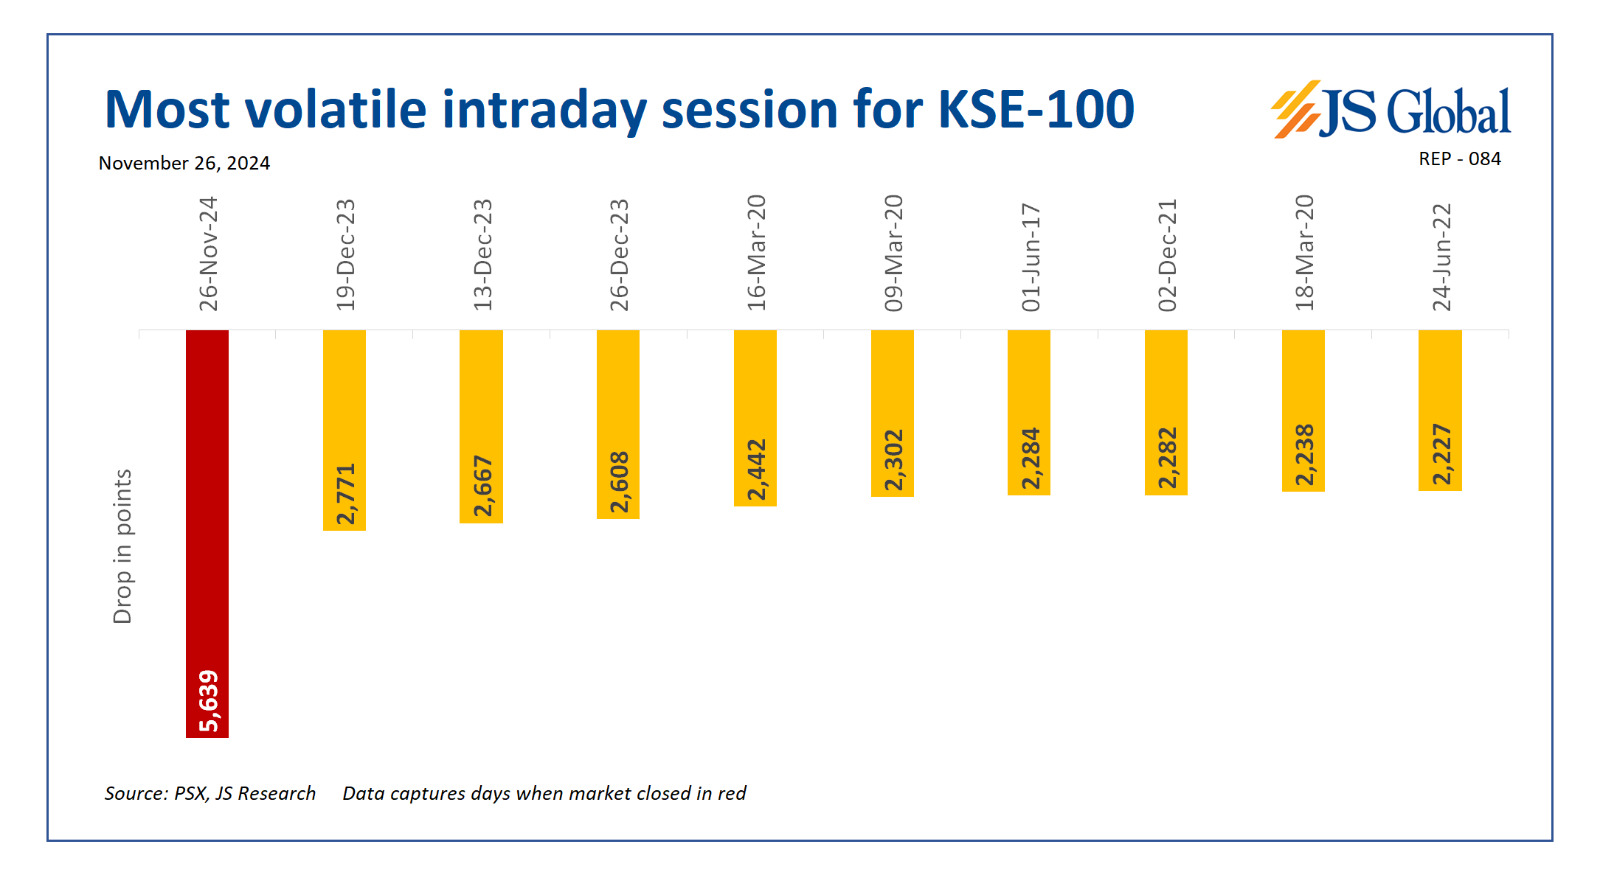 Most volatile intraday session for KSE-100
JS Global
November 26, 2024
REP - 084
26-Nov-24
19-Dec-23
13-Dec-23
26-Dec-23
16-Mar-20
09-Mar-20
01-Jun-17
02-Dec-21
18-Mar-20
24-Jun-22
Drop in points
5,639
2,771
2,667
2,608
2,442
2,302
2,284
2,282
2,238
2,227
Source: PSX, JS Research Data captures days when market closed in red